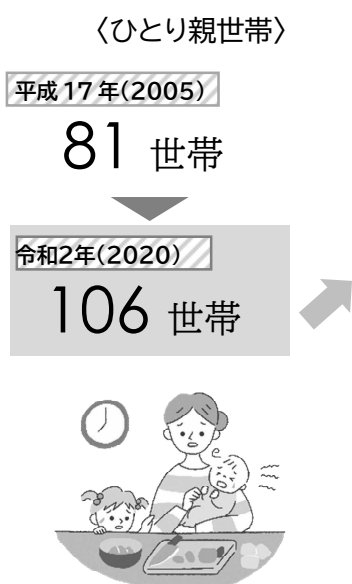 〈ひとり親世帯〉
平成17年(2005)
81 世帯
令和2年(2020)
106 世帯